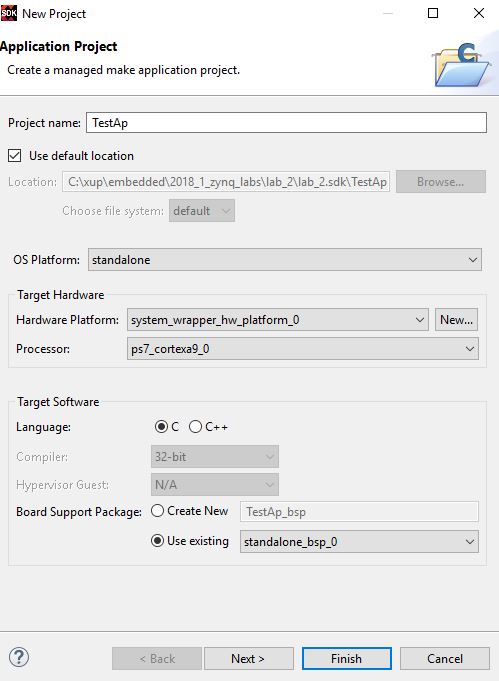 SDK New Project
Application Project
Create a managed make application project.
C
Project name: TestAp
Use default location
Location: C:\xup\embedded\2018_1_zynq_labs\lab_2\lab_2.sdk\TestAp Browse...
Choose file system: default
OS Platform: standalone
Target Hardware
Hardware Platform: system_wrapper_hw_platform_0 New...
Processor: ps7_cortexa9_0
Target Software
Language: C C++
Compiler: 32-bit
Hypervisor Guest: N/A
Board Support Package: Create New TestAp_bsp
Use existing standalone_bsp_0
? < Back Next > Finish Cancel